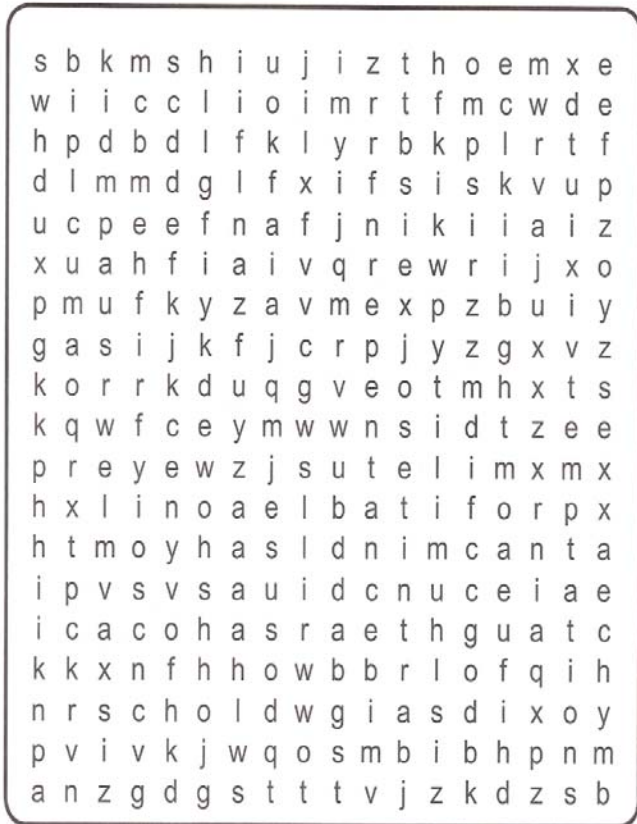 s b k m s h i u j i z t h o e m x e
w i i c c l i o i m r t f m c w d e
h p d b d l f k l y r b k p l r t f
d l m m d g l f x i f s i s k v u p
u c p e e f n a f j n i k i i a i z
x u a h f i a i v q r e w r i j x o
p m u f k y z a v m e x p z b u i y
g a s i j k f j c r p j y z g x v z
k o r r k d u q g v e o t m h x t s
k q w f c e y m w w n s i d t z e e
p r e y e w z j s u t e l i m x m x
h x l i n o a e l b a t i f o r p x
h t m o y h a s l d n i m c a n t a
i p v s v s a u i d c n u c e i a e
i c a c o h a s r a e t h g u a t c
k k x n f h h o w b b r l o f q i h
n r s c h o l d w g i a s d i x o y
p v i v k j w q o s m b i b h p n m
a n z g d g s t t t v j z k d z s b